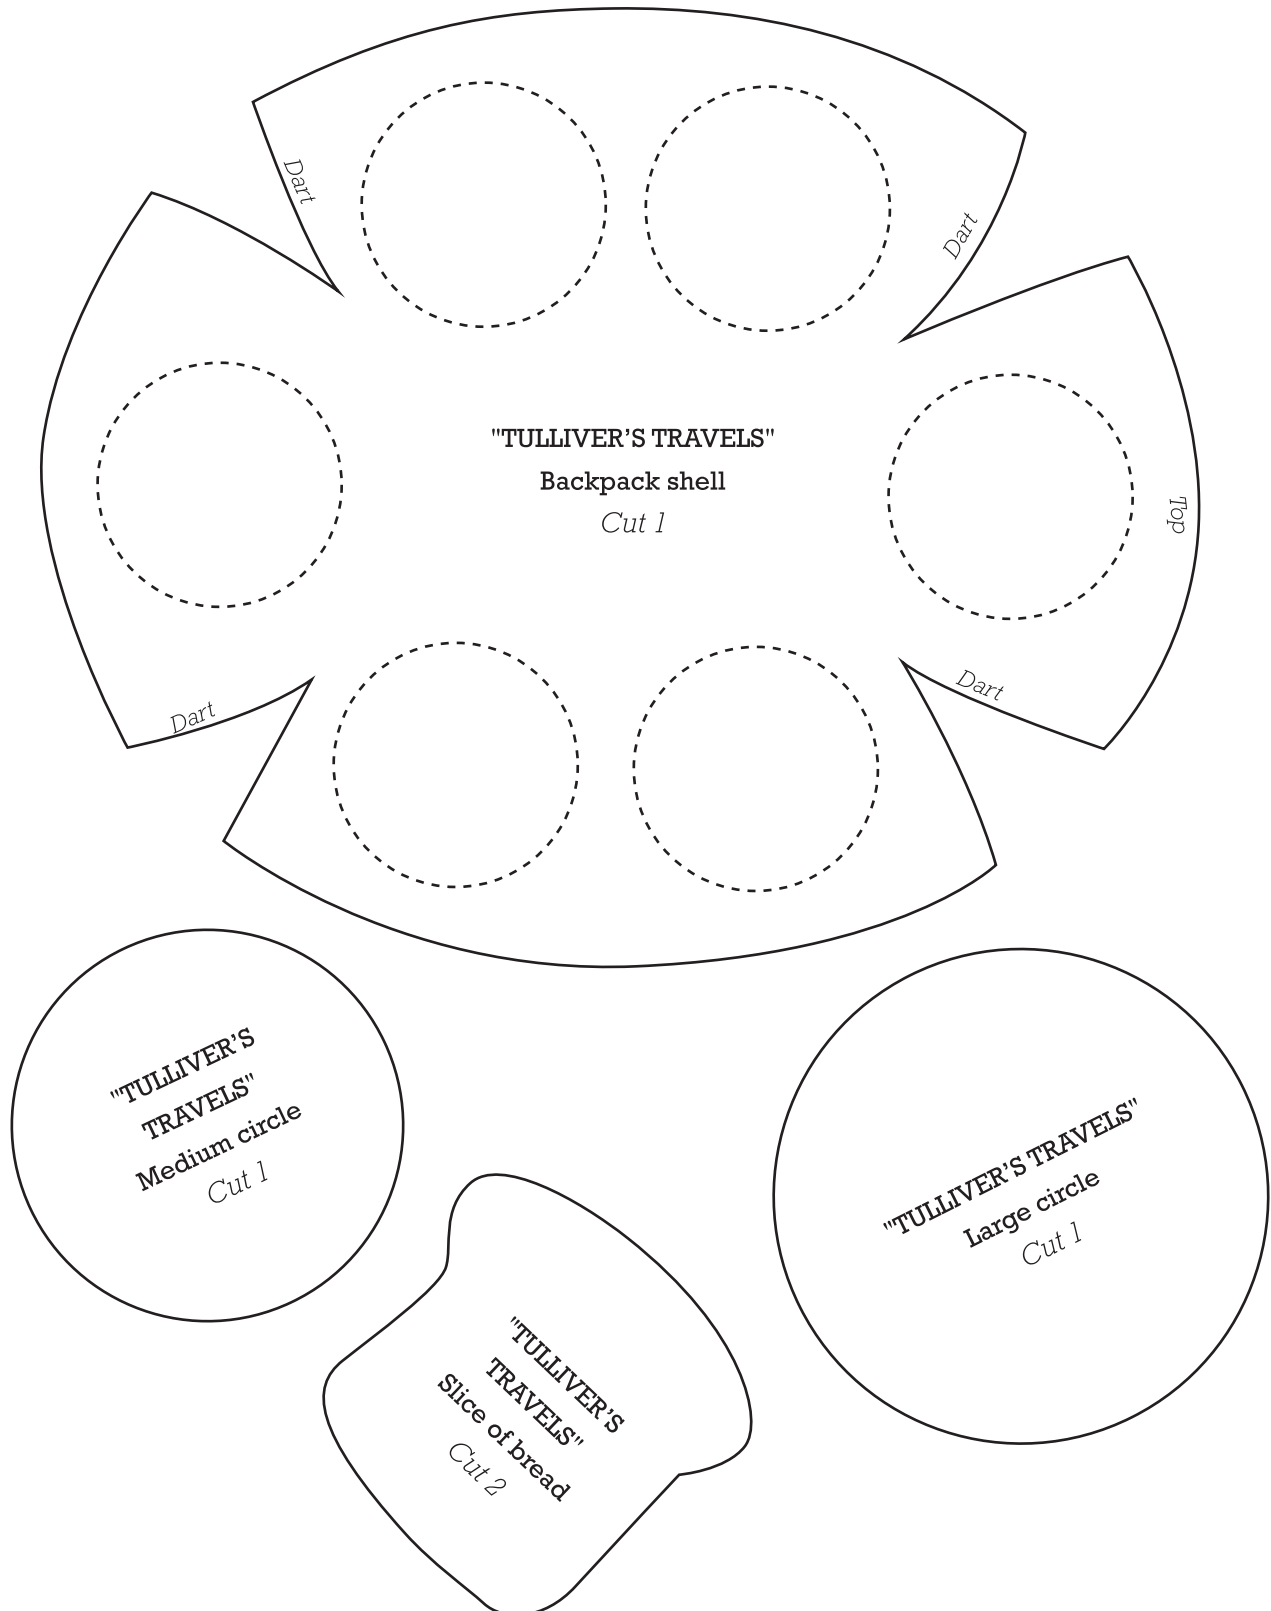 Dart
Dart
"TULLIVER'S TRAVELS"
Backpack shell
Cut 1
Top
Dart
Dart
"TULLIVER'S
TRAVELS"
Medium circle
Cut 1
"TULLIVER'S TRAVELS"
Large circle
Cut 1
"TULLIVER'S
TRAVELS"
Slice of bread
Cut 2